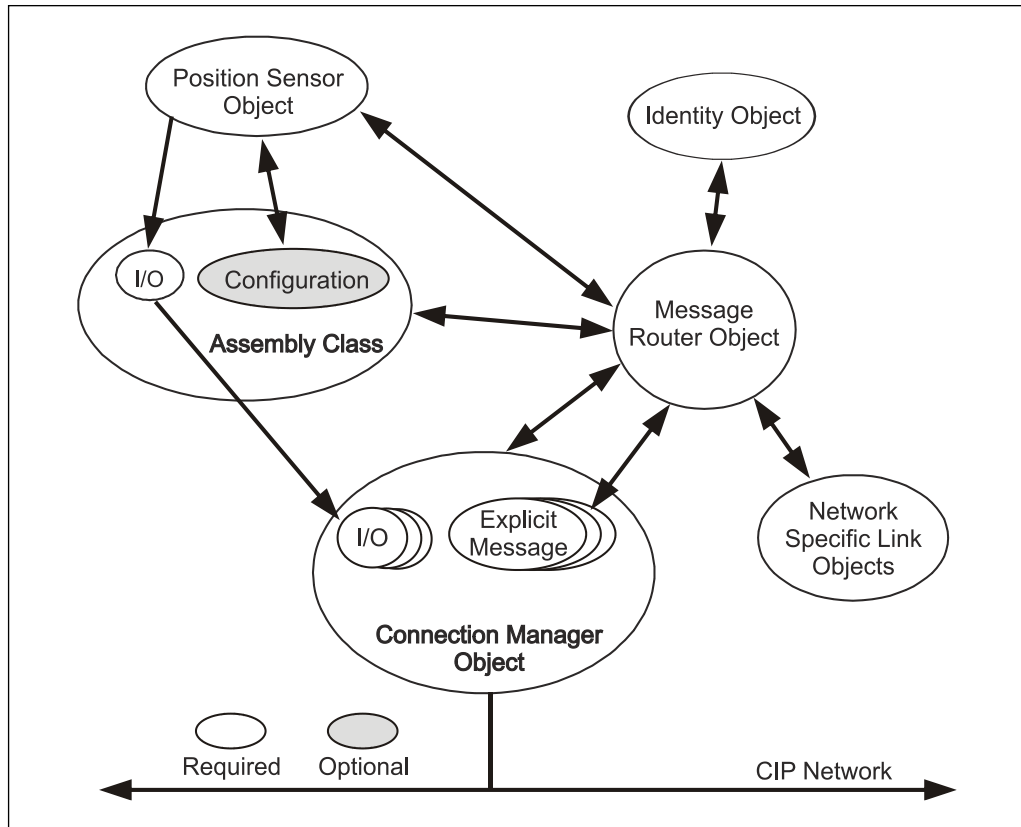 Position Sensor
Object
Identity Object
I/O
Configuration
Assembly Class
Message
Router Object
I/O
Explicit
Message
Network
Specific Link
Objects
Connection Manager
Object
Required
Optional
CIP Network